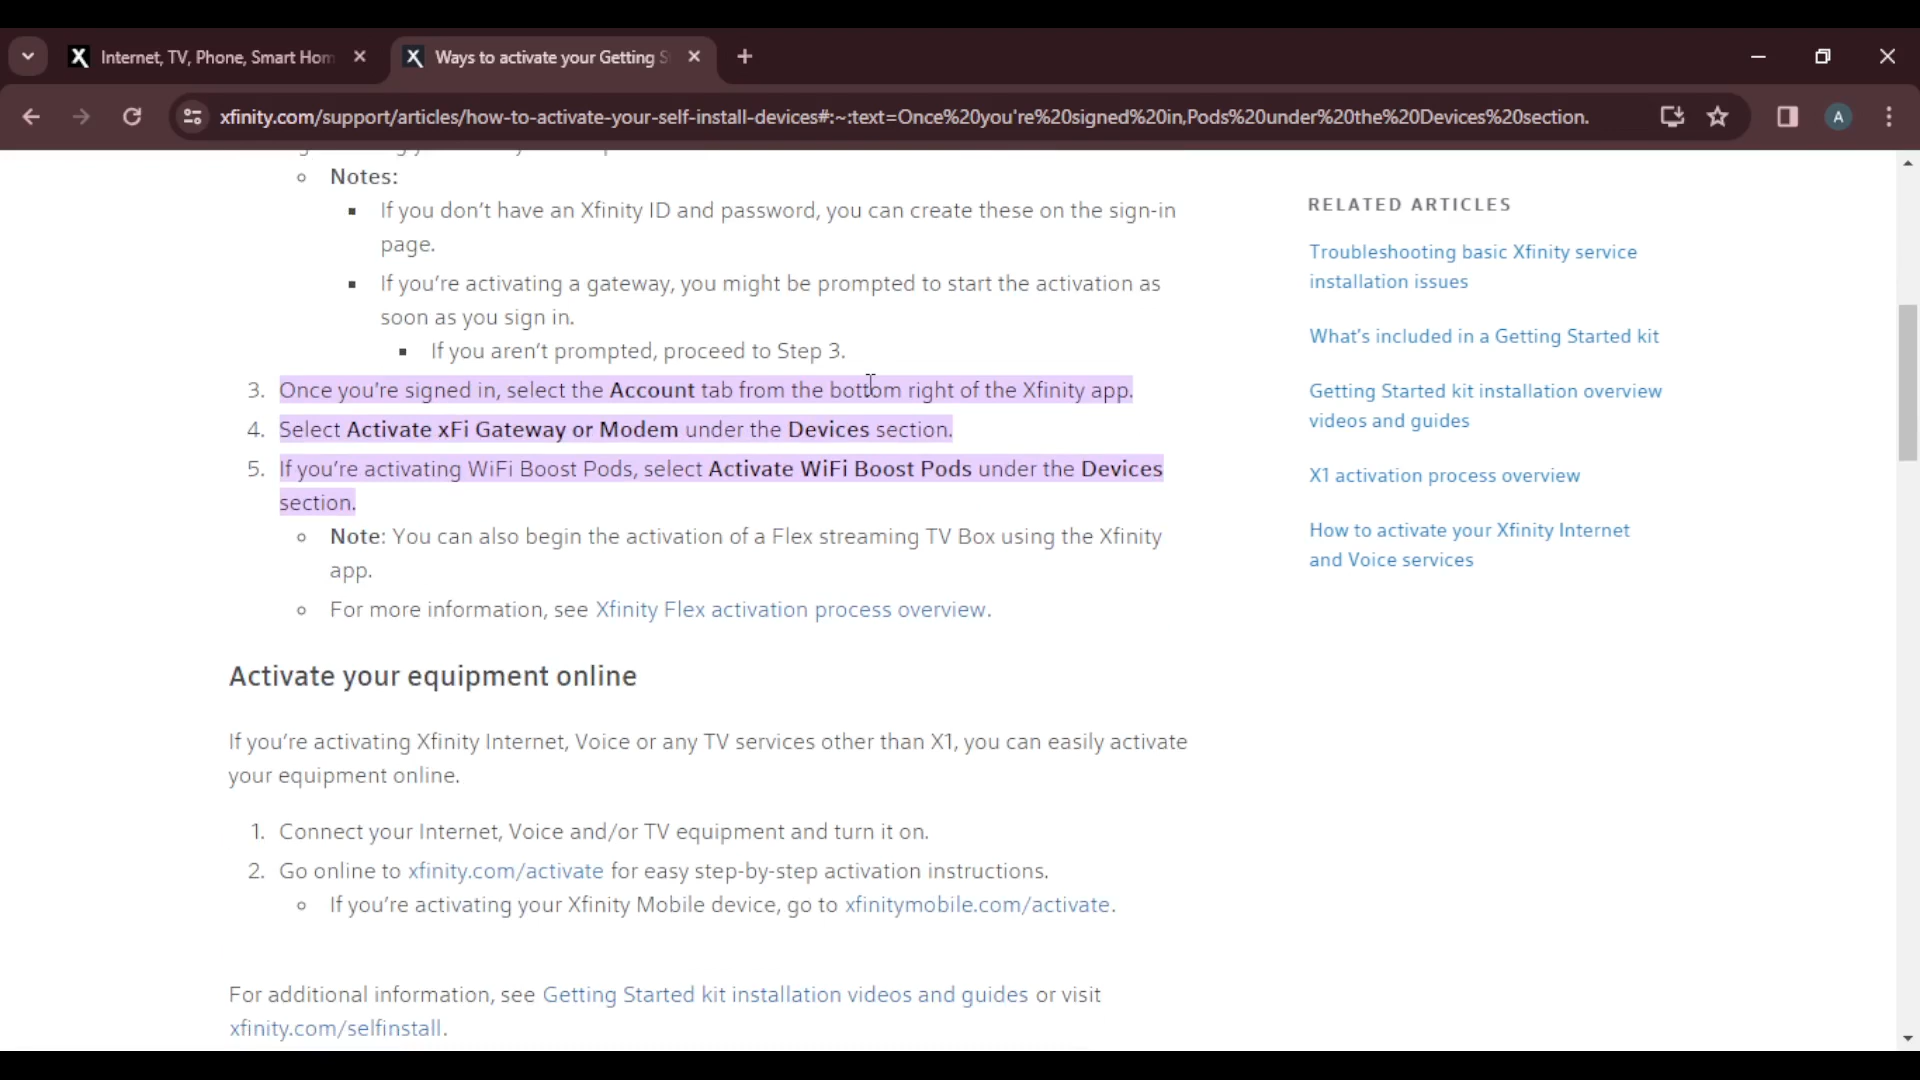 Internet, TV, Phone, Smart Hom
Ways to activate your Getting S
xfinity.com/support/articles/how-to-activate-your-self-install-devices#:~:text=Once%20you're%20signed%20in,Pods%20under%20the%20Devices%20section.
A
Notes:
If you don't have an Xfinity ID and password, you can create these on the sign-in
page.
If you're activating a gateway, you might be prompted to start the activation as
soon as you sign in.
If you aren't prompted, proceed to Step 3.
3. Once you're signed in, select the Account tab from the bottom right of the Xfinity app.
4. Select Activate xFi Gateway or Modem under the Devices section.
5. If you're activating WiFi Boost Pods, select Activate WiFi Boost Pods under the Devices
section.
Note: You can also begin the activation of a Flex streaming TV Box using the Xfinity
app.
For more information, see Xfinity Flex activation process overview.
Activate your equipment online
If you're activating Xfinity Internet, Voice or any TV services other than X1, you can easily activate
your equipment online.
1. Connect your Internet, Voice and/or TV equipment and turn it on.
2. Go online to xfinity.com/activate for easy step-by-step activation instructions.
If you're activating your Xfinity Mobile device, go to xfinitymobile.com/activate.
For additional information, see Getting Started kit installation videos and guides or visit
xfinity.com/selfinstall.
RELATED ARTICLES
Troubleshooting basic Xfinity service
installation issues
What's included in a Getting Started kit
Getting Started kit installation overview
videos and guides
X1 activation process overview
How to activate your Xfinity Internet
and Voice services